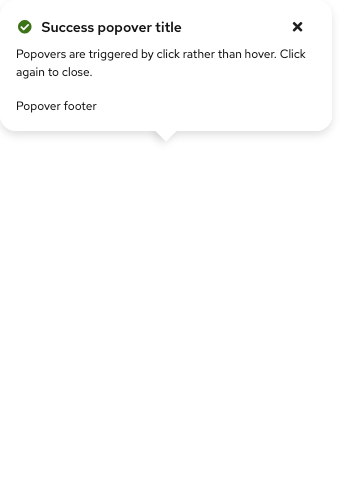 Success popover title
Popovers are triggered by click rather than hover. Click
again to close.
Popover footer